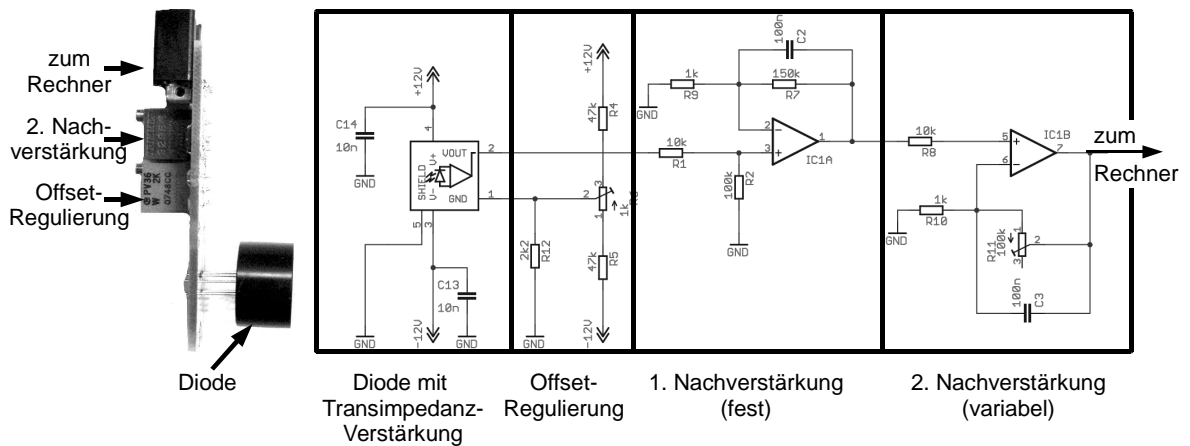 zum
Rechner
2. Nach-
verstärkung
Offset-
Regulierung
Diode
PV36
2K
W
+12V
C14
10n
GND
4
SHIELD
V+
V-
VOUT
GND
2
1
5
3
C13
10n
GND
GND
-12V
+12V
47k
R4
2
3
1
1k
2k2
R12
47k
R5
GND
-12V
100n
C2
1k
R9
150k
R7
GND
10k
R1
2
3
1
IC1A
100k
R2
GND
10k
R8
5
6
7
IC1B
1k
R10
GND
R11
100k
1
2
3
100n
C3
zum
Rechner
Diode mit
Transimpedanz-
Verstärkung
Offset-
Regulierung
1. Nachverstärkung
(fest)
2. Nachverstärkung
(variabel)